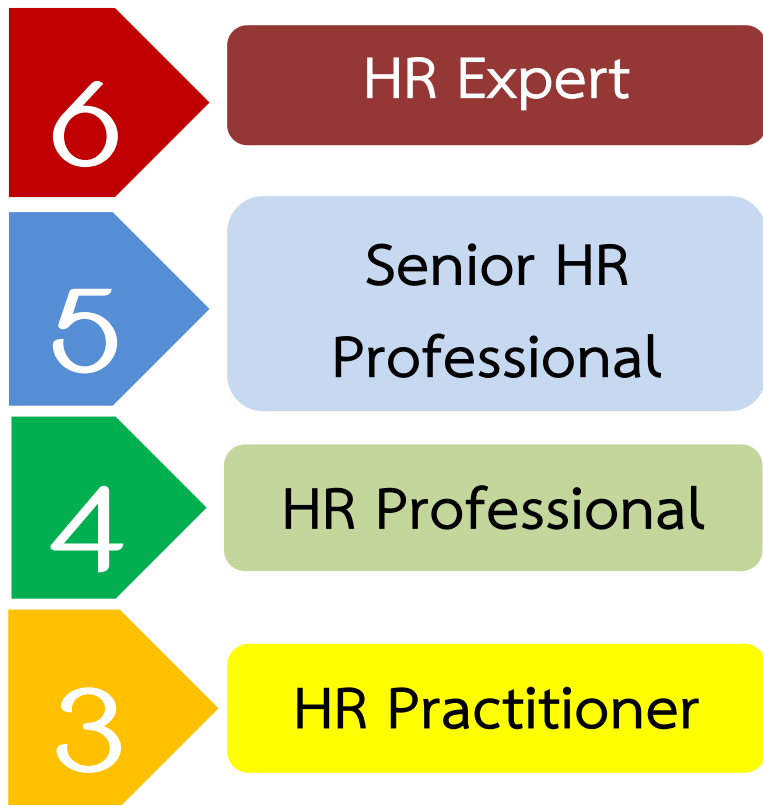 6
HR Expert
5
Senior HR
Professional
4
HR Professional
3
HR Practitioner